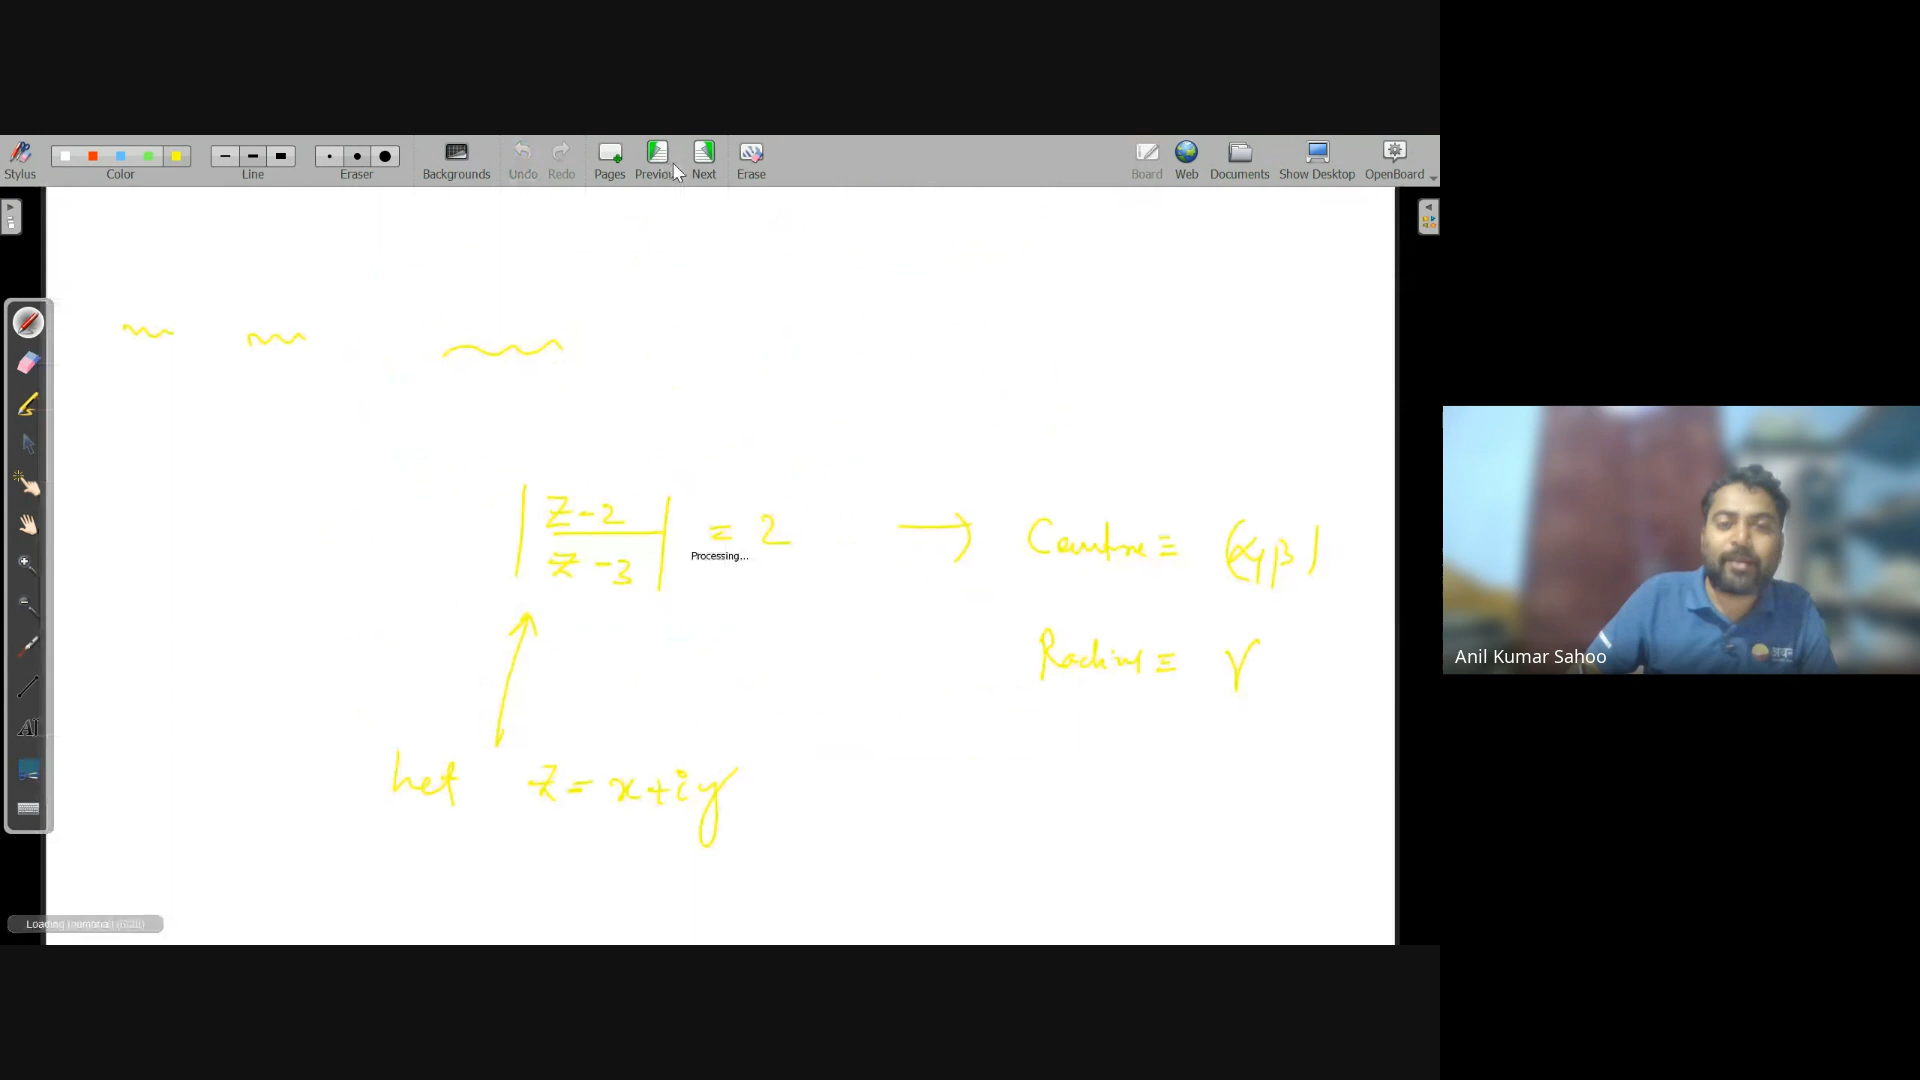 Stylus Color Line Eraser Backgrounds Undo Redo Pages Previou Next Erase Board Web Documents Show Desktop OpenBoard
| z-2 / z-3 | = 2 → Centre ≡ (α, β)
Processing...
Radius ≡ γ
Let z = x+iy
Anil Kumar Sahoo